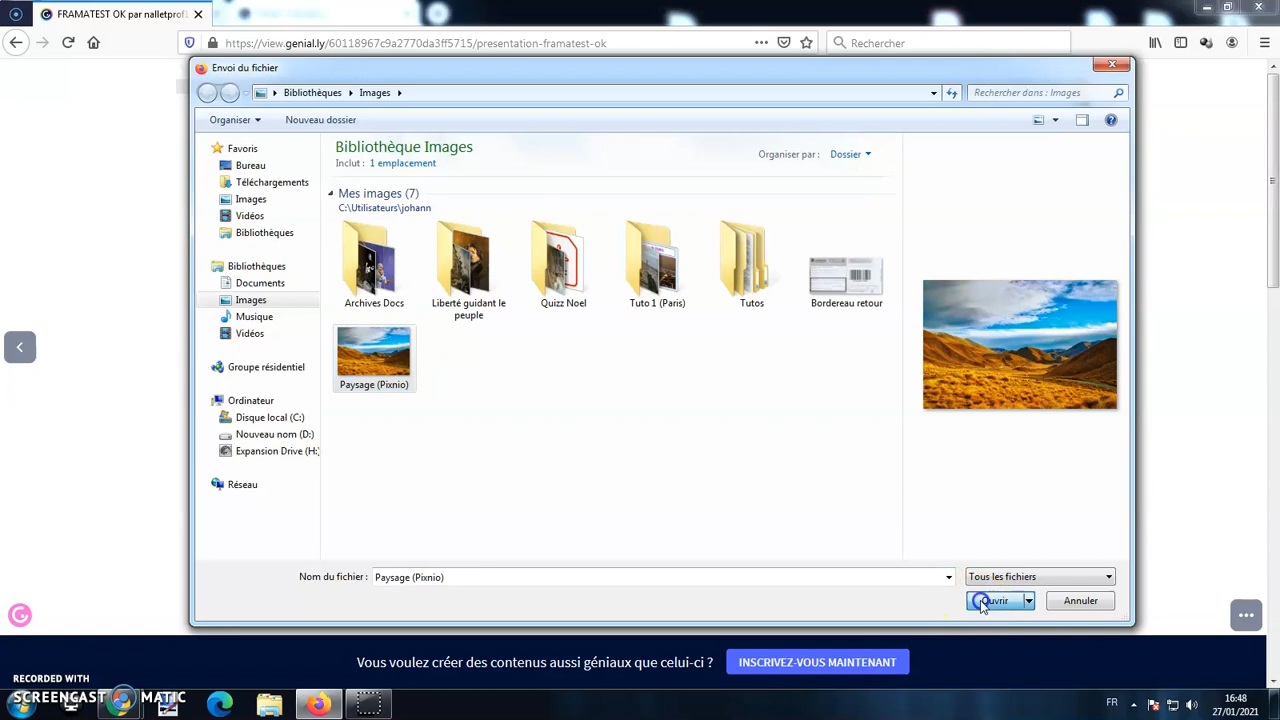 FRAMATEST OK par nalletprof1
https://view.genial.ly/60118967c9a2770da3ff5715/presentation-framatest-ok
Rechercher
Envoi du fichier
Bibliothèques
Images
Rechercher dans : Images
Organiser
Nouveau dossier
Favoris
Bureau
Téléchargements
Images
Vidéos
Bibliothèques
Bibliothèques
Documents
Images
Musique
Vidéos
Groupe résidentiel
Ordinateur
Disque local (C:)
Nouveau nom (D:)
Expansion Drive (H:
Réseau
Bibliothèque Images
Inclut : 1 emplacement
Organiser par : Dossier
Mes images (7)
C:\Utilisateurs\johann
Archives Docs
Liberté guidant le
peuple
Quizz Noel
Tuto 1 (Paris)
Tutos
Bordereau retour
Paysage (Pixnio)
Nom du fichier : Paysage (Pixnio)
Tous les fichiers
Ouvrir
Annuler
Vous voulez créer des contenus aussi géniaux que celui-ci ?
INSCRIVEZ-VOUS MAINTENANT
RECORDED WITH
SCREENCAST MATIC
FR
16:48
27/01/2021